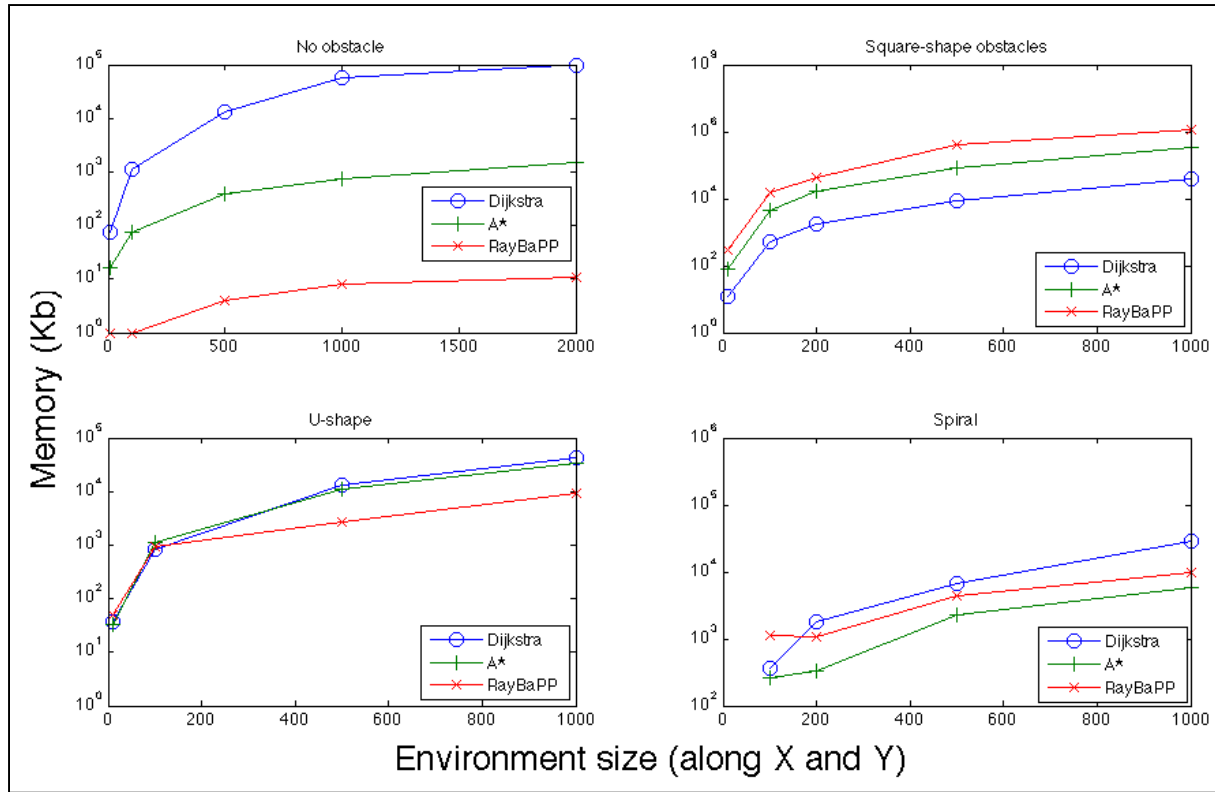 No obstacle
10^5
10^4
10^3
10^2
10^1
10^0
0
500
1000
1500
2000
Dijkstra
A*
RayBaPP
Square-shape obstacles
10^8
10^6
10^4
10^2
10^0
0
200
400
600
800
1000
Dijkstra
A*
RayBaPP
Memory (Kb)
U-shape
10^5
10^4
10^3
10^2
10^1
10^0
0
200
400
600
800
1000
Dijkstra
A*
RayBaPP
Spiral
10^6
10^5
10^4
10^3
10^2
0
200
400
600
800
1000
Dijkstra
A*
RayBaPP
Environment size (along X and Y)